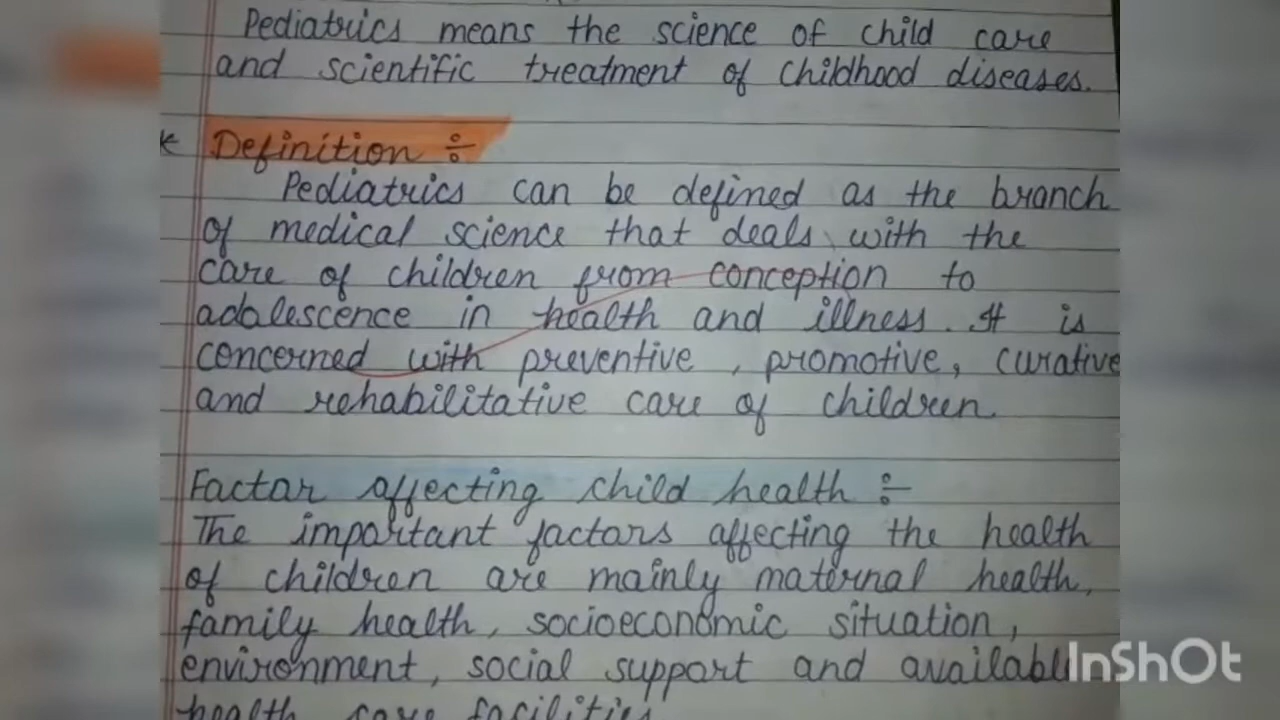 Pediatrics means the science of child care
and scientific treatment of childhood diseases.
* Definition ÷
Pediatrics can be defined as the branch
of medical science that deals with the
care of children from conception to
adolescence in health and illness. It is
concerned with preventive, promotive, curative
and rehabilitative care of children.
Factor affecting child health ÷
The important factors affecting the health
of children are mainly maternal health,
family health, socioeconomic situation,
environment, social support and available
health care facilities
InShOt